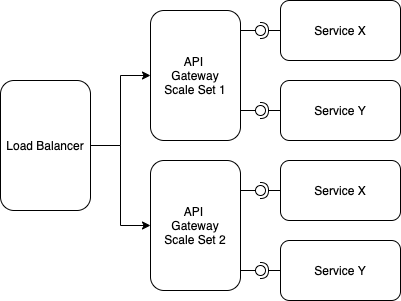 Load Balancer
API
Gateway
Scale Set 1
Service X
Service Y
API
Gateway
Scale Set 2
Service X
Service Y